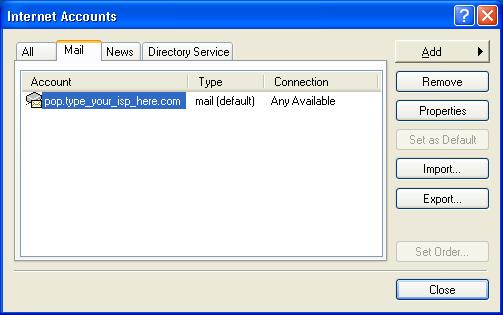 Internet Accounts
All Mail News Directory Service
Add
Account Type Connection
pop.type_your_isp_here.com mail (default) Any Available
Remove
Properties
Set as Default
Import...
Export...
Set Order...
Close